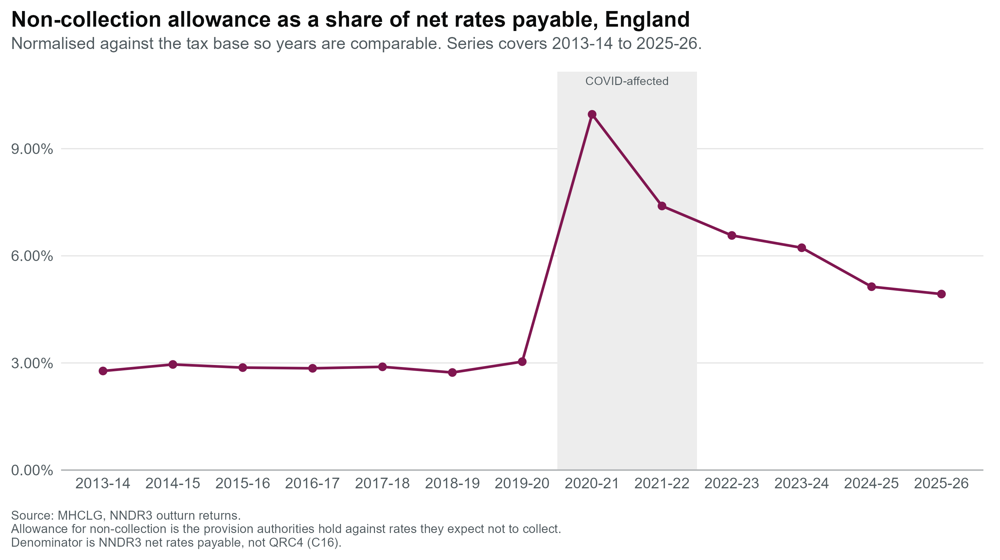 Non-collection allowance as a share of net rates payable, England
Normalised against the tax base so years are comparable. Series covers 2013-14 to 2025-26.
COVID-affected
9.00%
6.00%
3.00%
0.00%
2013-14 2014-15 2015-16 2016-17 2017-18 2018-19 2019-20 2020-21 2021-22 2022-23 2023-24 2024-25 2025-26
Source: MHCLG, NNDR3 outturn returns.
Allowance for non-collection is the provision authorities hold against rates they expect not to collect.
Denominator is NNDR3 net rates payable, not QRC4 (C16).